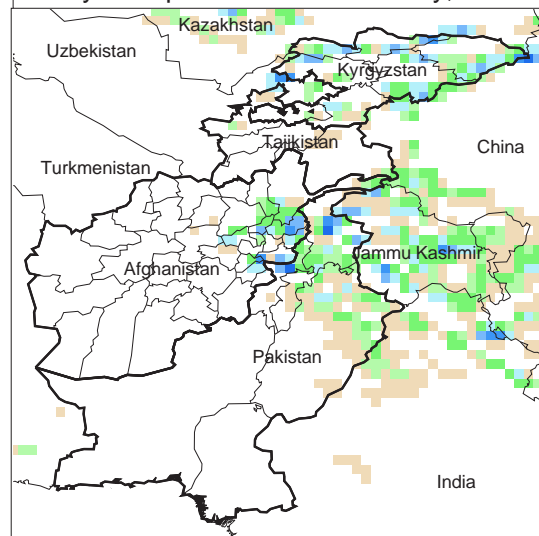 Kazakhstan
Uzbekistan
Kyrgyzstan
Tajikistan
China
Turkmenistan
Jammu Kashmir
Afghanistan
Pakistan
India